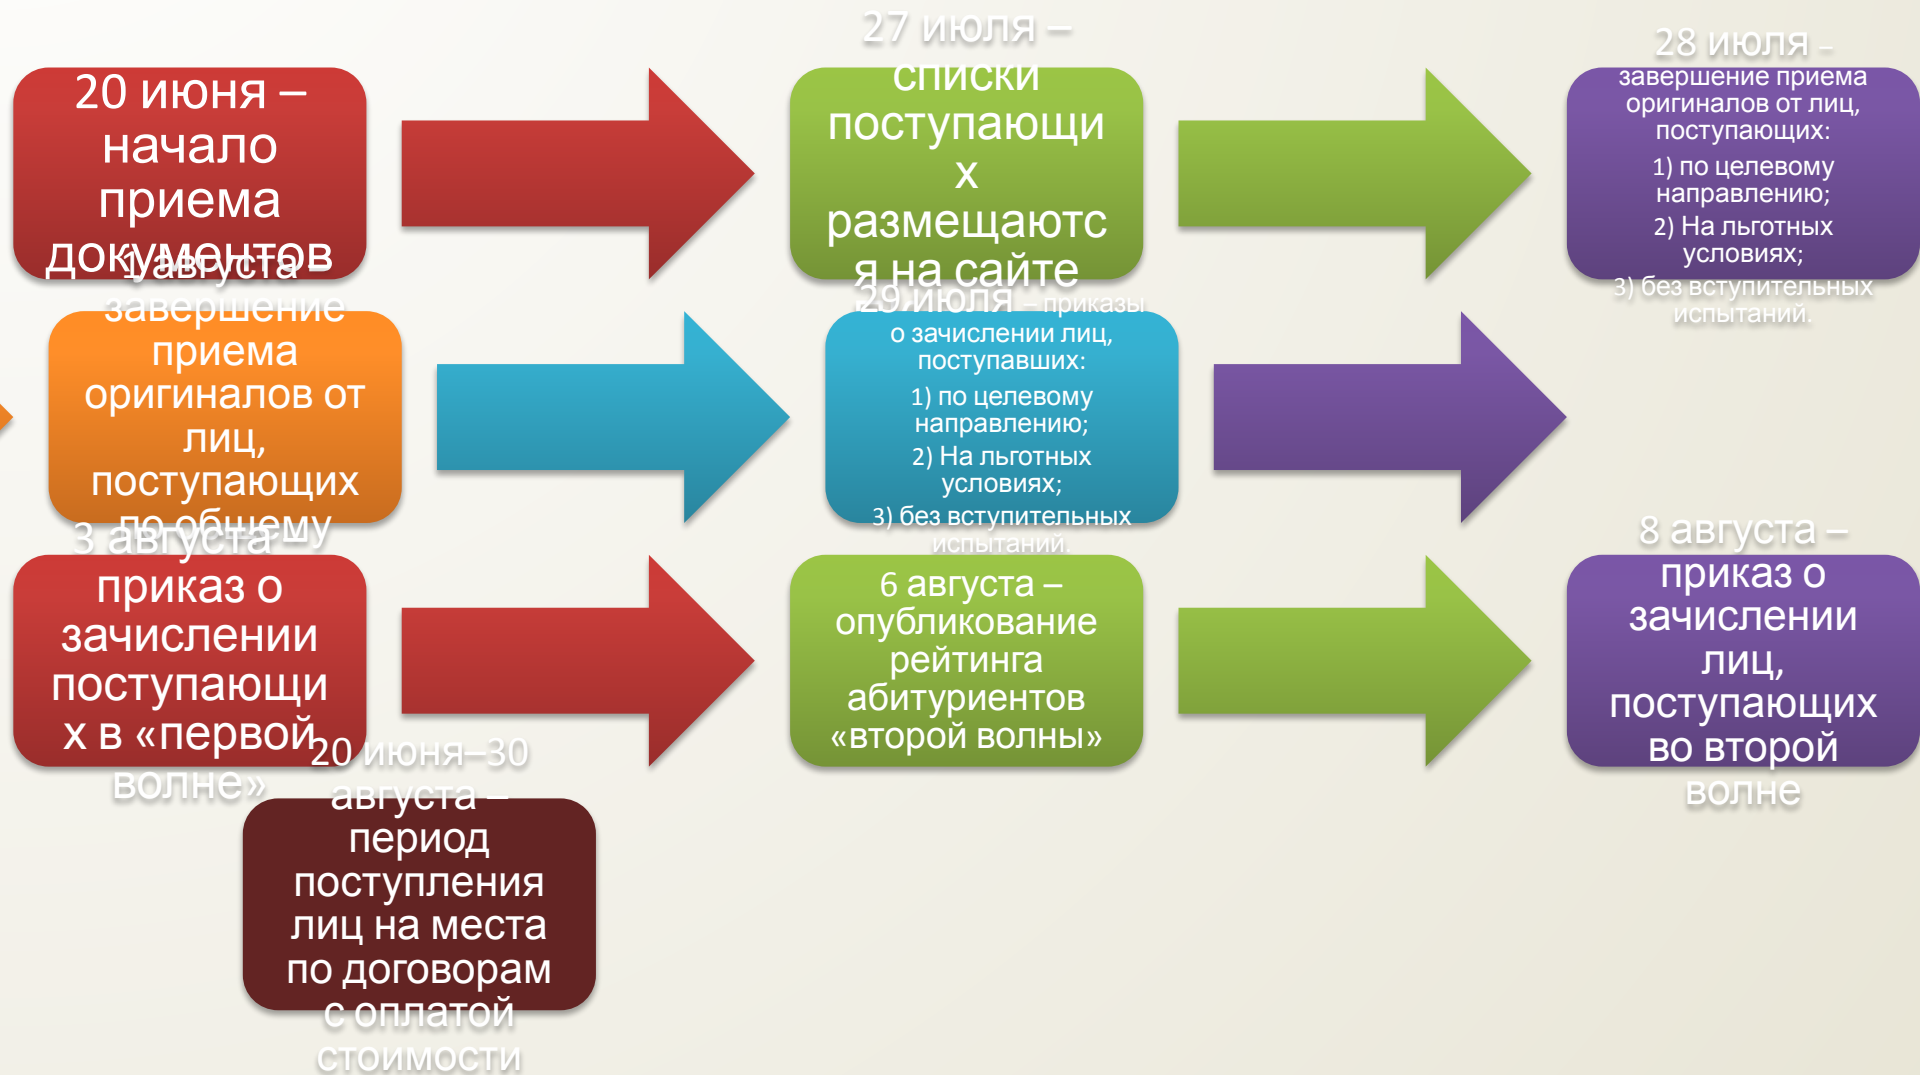 20 июня –
начало
приема
документов
27 июля –
списки
поступающи
х
размещаютс
я на сайте
28 июля –
завершение приема
оригиналов от лиц,
поступающих:
1) по целевому
направлению;
2) На льготных
условиях;
3) без вступительных
испытаний.
1 августа –
завершение
приема
оригиналов от
лиц,
поступающих
по общему
29 июля – приказы
о зачислении лиц,
поступавших:
1) по целевому
направлению;
2) На льготных
условиях;
3) без вступительных
испытаний.
3 августа –
приказ о
зачислении
поступающи
х в «первой
волне»
6 августа –
опубликование
рейтинга
абитуриентов
«второй волны»
8 августа –
приказ о
зачислении
лиц,
поступающих
во второй
волне
20 июня–30
августа –
период
поступления
лиц на места
по договорам
с оплатой
стоимости